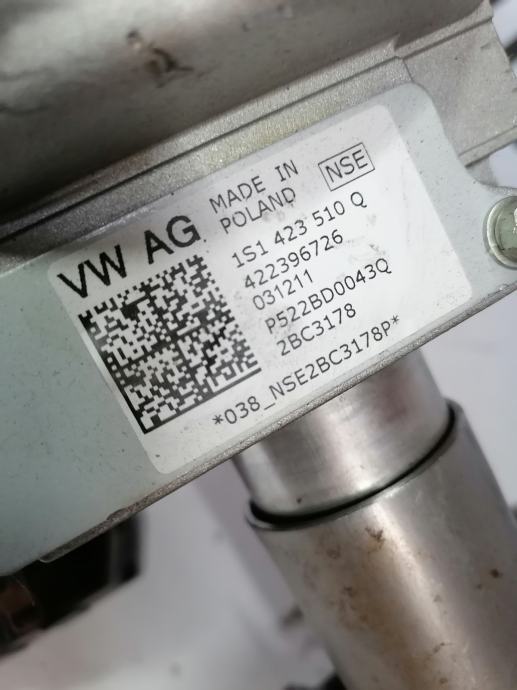 VW AG
MADE IN
POLAND
NSE
1S1 423 510 Q
422396726
031211
P522BD0043Q
2BC3178
*038_NSE2BC3178P*